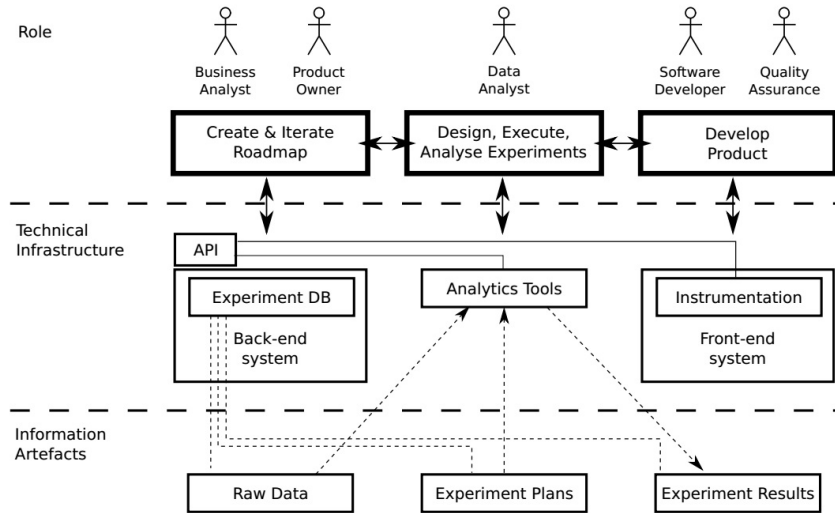 Role
Business
Analyst
Product
Owner
Data
Analyst
Software
Developer
Quality
Assurance
Create & Iterate
Roadmap
Design, Execute,
Analyse Experiments
Develop
Product
Technical
Infrastructure
API
Experiment DB
Back-end
system
Analytics Tools
Instrumentation
Front-end
system
Information
Artefacts
Raw Data
Experiment Plans
Experiment Results